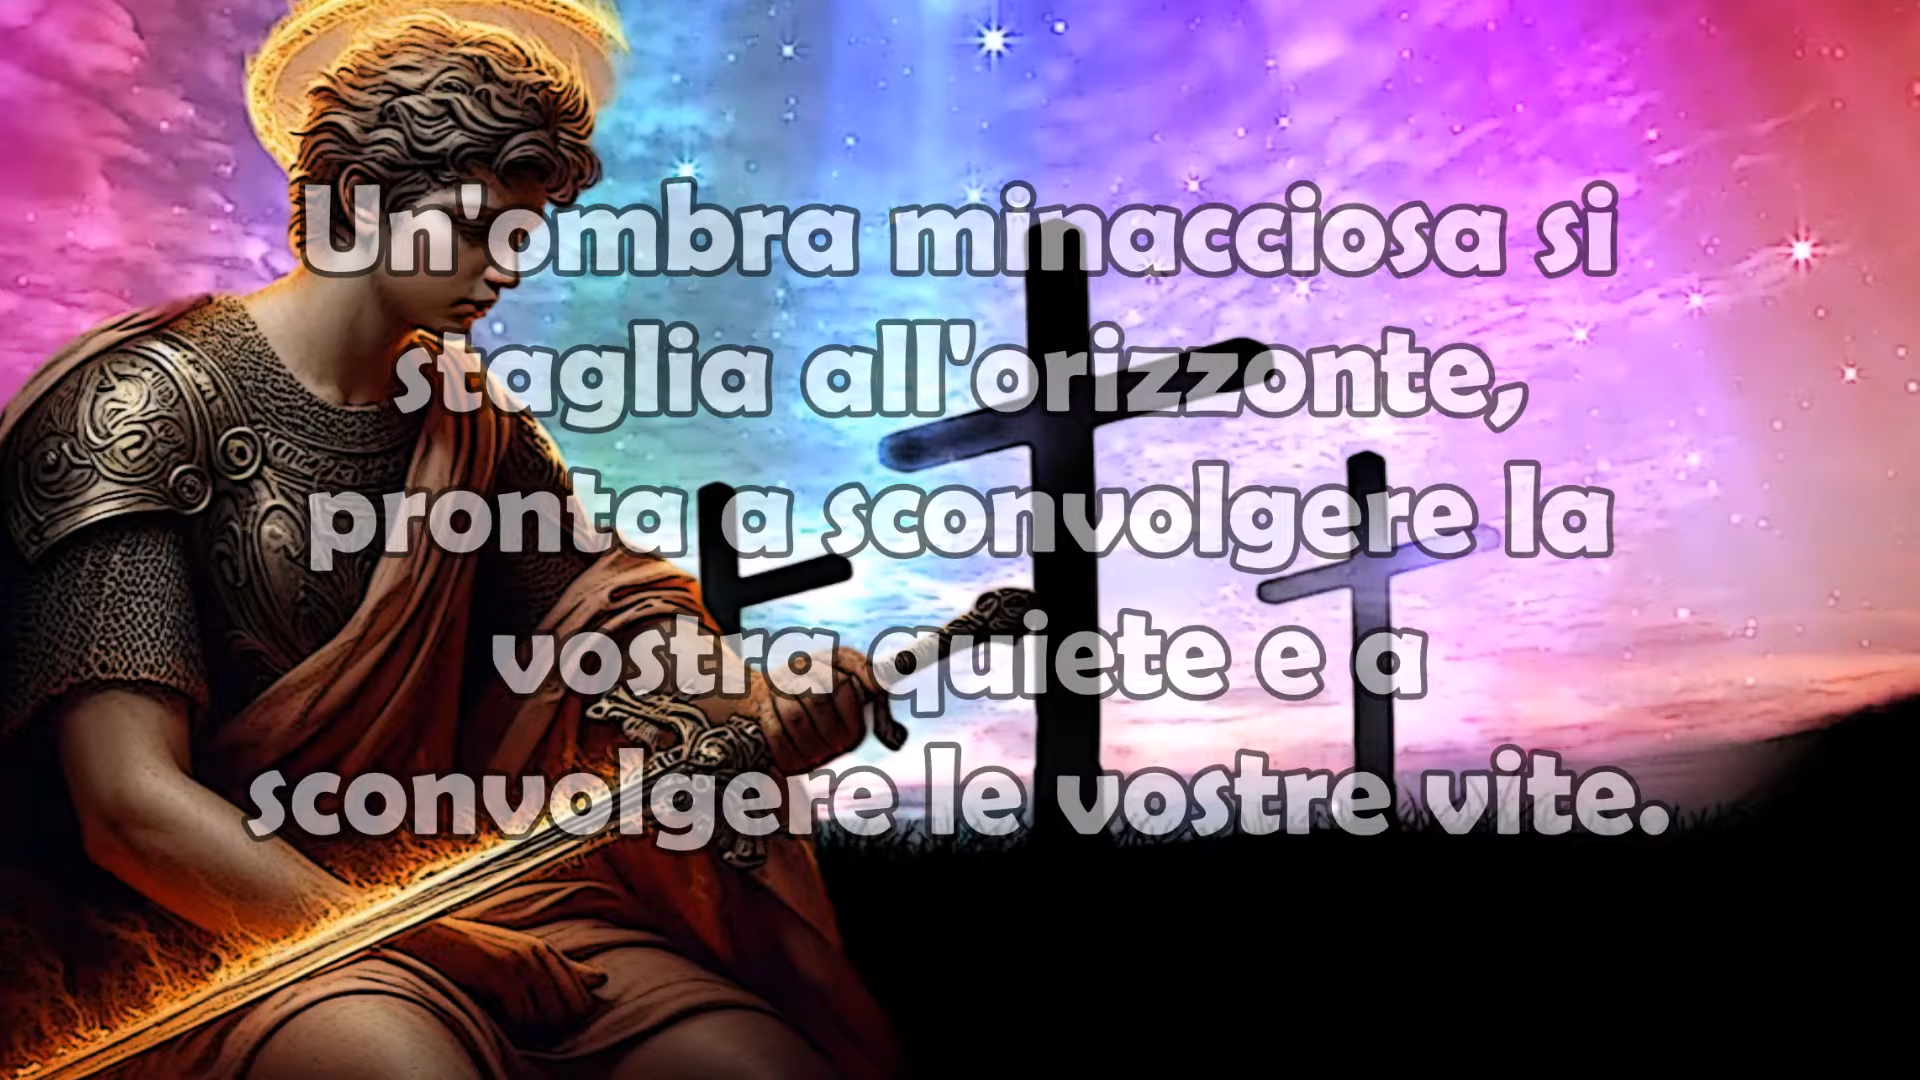 Un'ombra minacciosa si
staglia all'orizzonte,
pronta a sconvolgere la
vostra quiete e a
sconvolgere le vostre vite.